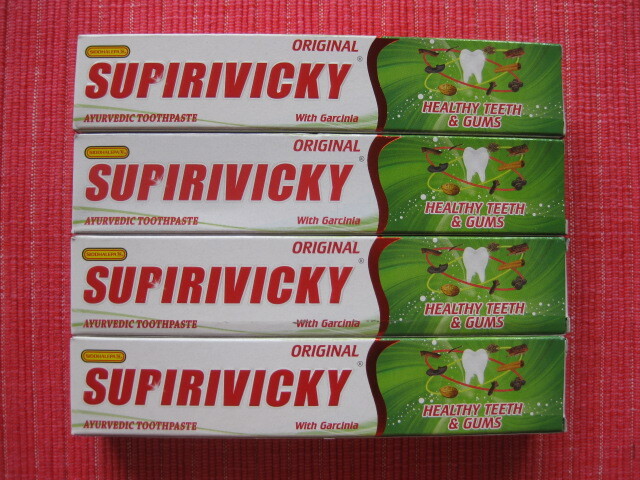 ORIGINAL
SUPIRIVICKY
AYURVEDIC TOOTHPASTE
With Garcinia
HEALTHY TEETH
& GUMS
ORIGINAL
SUPIRIVICKY
AYURVEDIC TOOTHPASTE
With Garcinia
HEALTHY TEETH
& GUMS
ORIGINAL
SUPIRIVICKY
AYURVEDIC TOOTHPASTE
With Garcinia
HEALTHY TEETH
& GUMS
ORIGINAL
SUPIRIVICKY
AYURVEDIC TOOTHPASTE
With Garcinia
HEALTHY TEETH
& GUMS